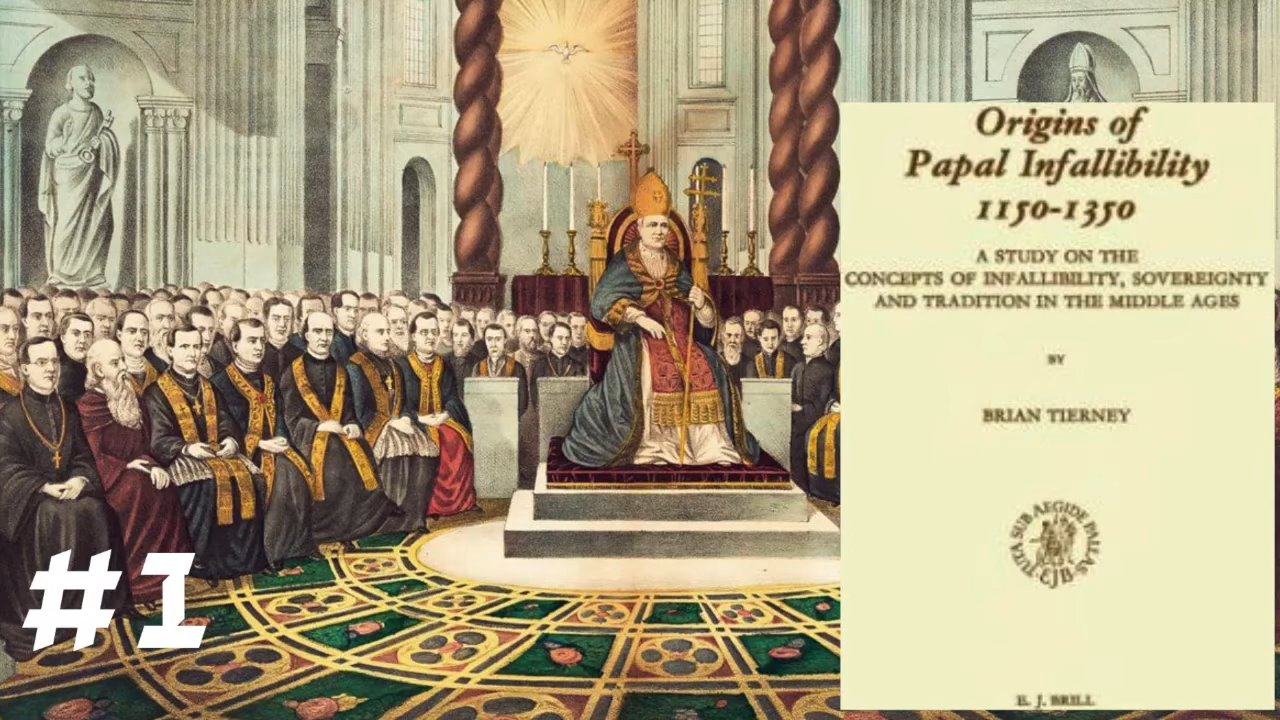 Origins of
Papal Infallibility
1150-1350
A STUDY ON THE
CONCEPTS OF INFALLIBILITY, SOVEREIGNTY
AND TRADITION IN THE MIDDLE AGES
BY
BRIAN TIERNEY
TUTA SUB AEGIDE PALLAS
EJB
E. J. BRILL
#1